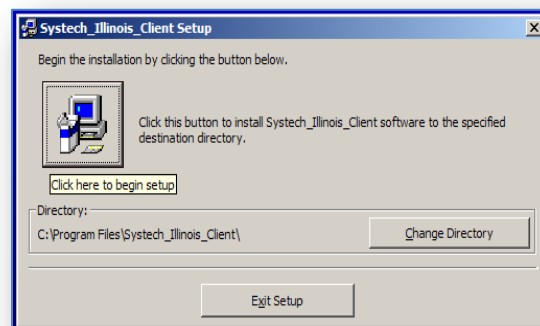 Systech_Illinois_Client Setup
Begin the installation by clicking the button below.
Click this button to install Systech_Illinois_Client software to the specified
destination directory.
Click here to begin setup
Directory:
C:\Program Files\Systech_Illinois_Client\
Change Directory
Exit Setup